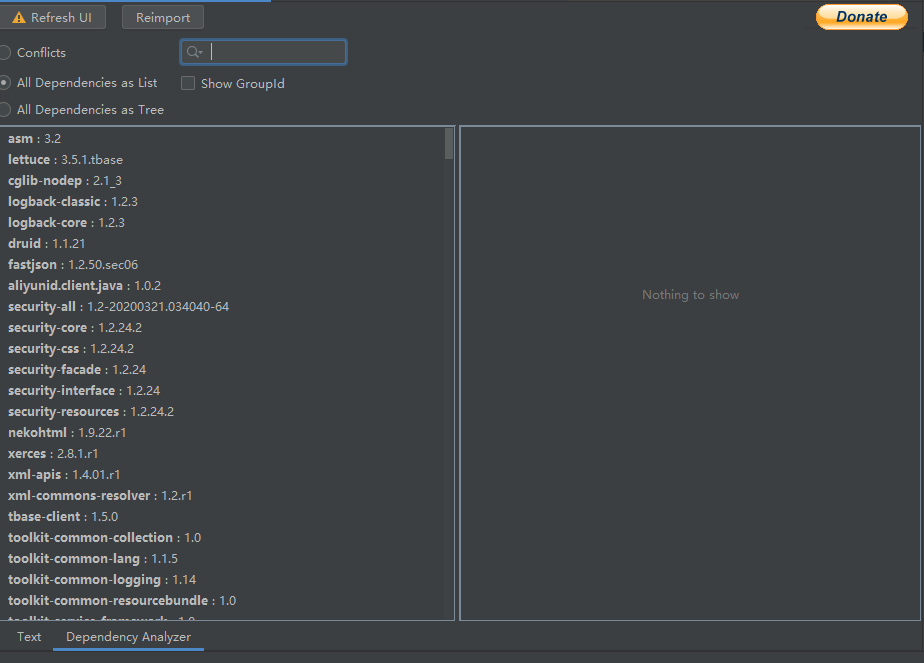 Refresh UI
Reimport
Donate
Conflicts
All Dependencies as List
Show GroupId
All Dependencies as Tree
asm : 3.2
lettuce : 3.5.1.tbase
cglib-nodep : 2.1_3
logback-classic : 1.2.3
logback-core : 1.2.3
druid : 1.1.21
fastjson : 1.2.50.sec06
aliyunid.client.java : 1.0.2
security-all : 1.2-20200321.034040-64
security-core : 1.2.24.2
security-css : 1.2.24.2
security-facade : 1.2.24
security-interface : 1.2.24
security-resources : 1.2.24.2
nekohtml : 1.9.22.r1
xerces : 2.8.1.r1
xml-apis : 1.4.01.r1
xml-commons-resolver : 1.2.r1
tbase-client : 1.5.0
toolkit-common-collection : 1.0
toolkit-common-lang : 1.1.5
toolkit-common-logging : 1.14
toolkit-common-resourcebundle : 1.0
toolkit-service-framework : 1.0
Nothing to show
Text
Dependency Analyzer